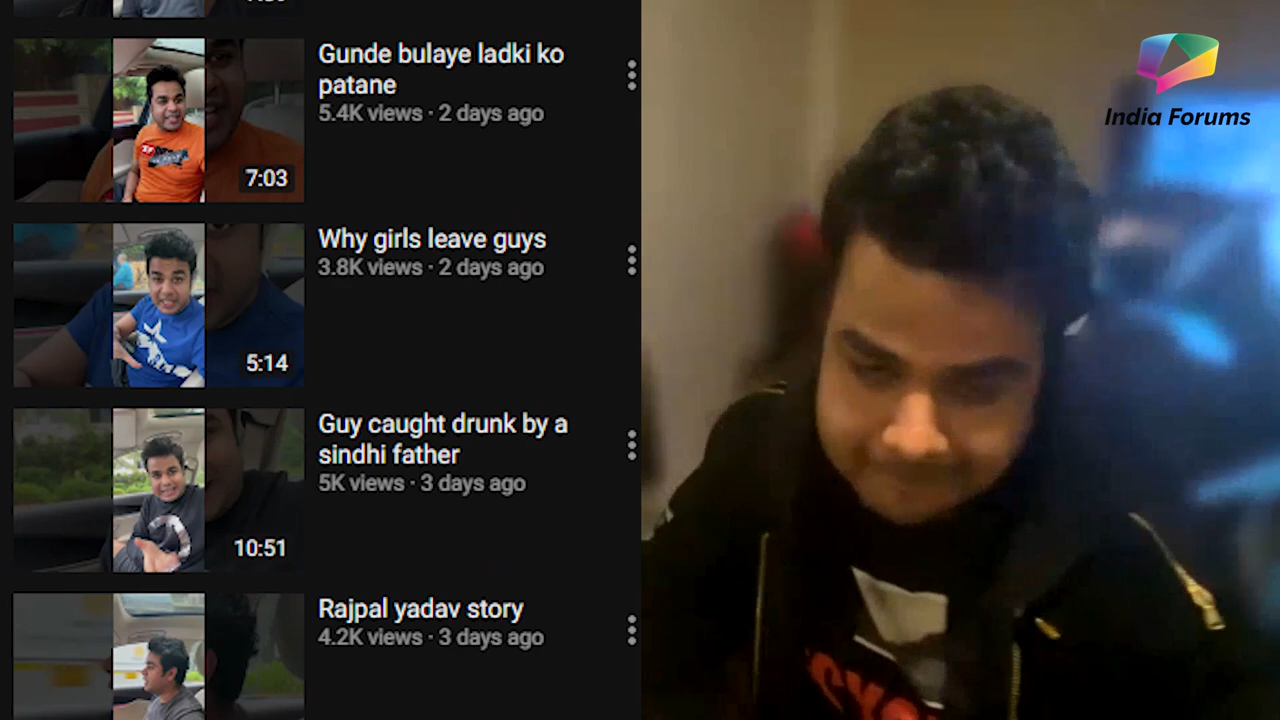 Gunde bulaye ladki ko
patane
5.4K views · 2 days ago
7:03
Why girls leave guys
3.8K views · 2 days ago
5:14
Guy caught drunk by a
sindhi father
5K views · 3 days ago
10:51
Rajpal yadav story
4.2K views · 3 days ago
India Forums